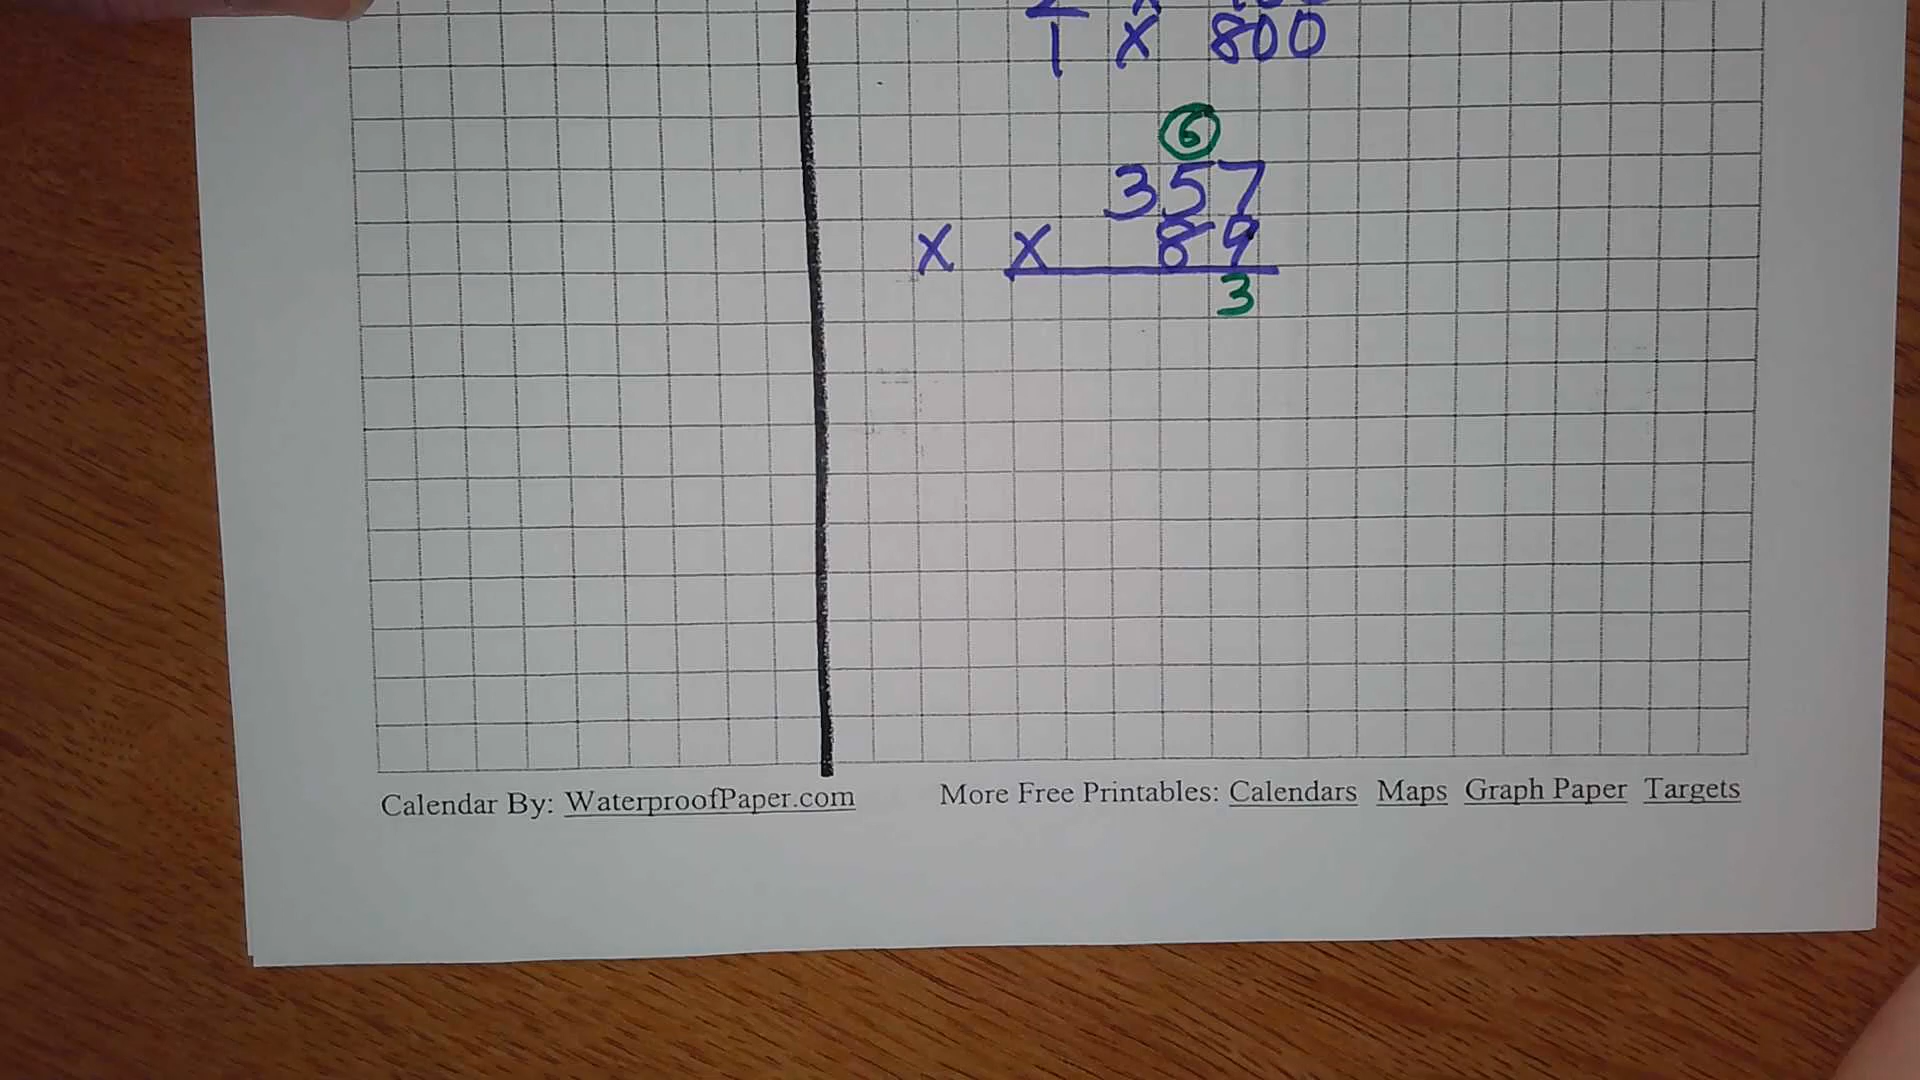 1 x 800
6
357
x x 89
3
Calendar By: WaterproofPaper.com More Free Printables: Calendars Maps Graph Paper Targets